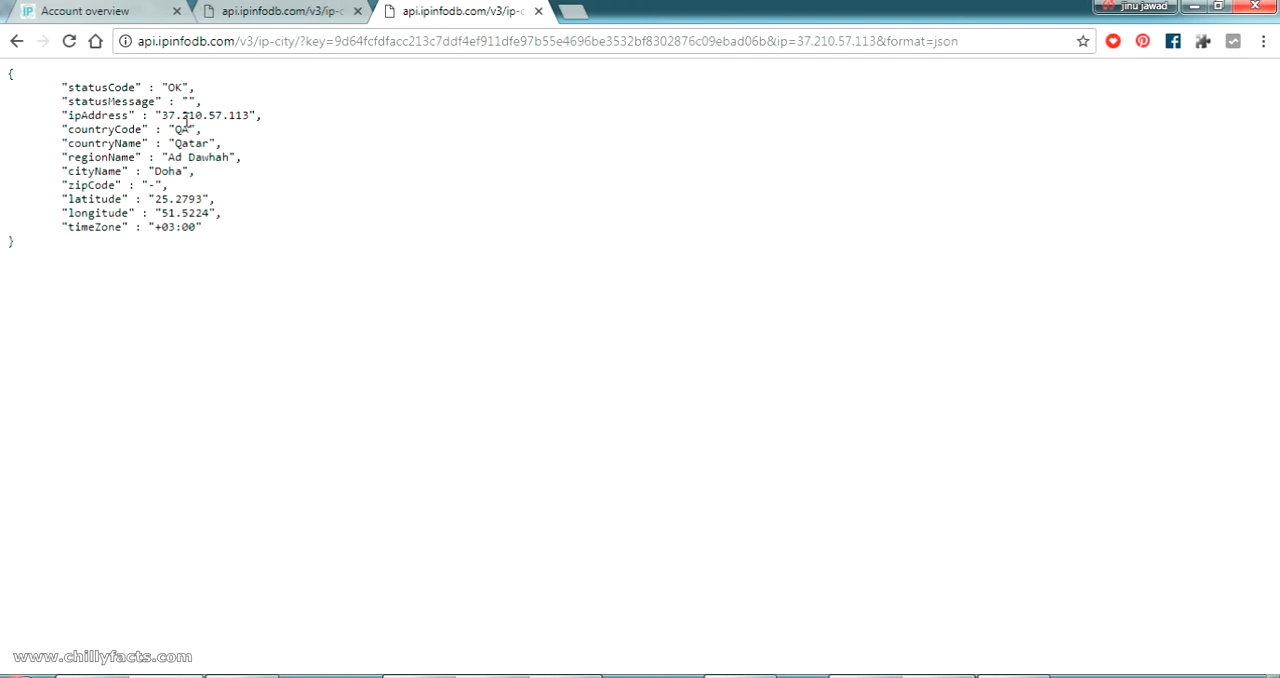 Account overview
api.ipinfodb.com/v3/ip-c
api.ipinfodb.com/v3/ip-c
jinu jawad
api.ipinfodb.com/v3/ip-city/?key=9d64fcfdfacc213c7ddf4ef911dfe97b55e4696be3532bf8302876c09ebad06b&ip=37.210.57.113&format=json
{
"statusCode" : "OK",
"statusMessage" : "",
"ipAddress" : "37.210.57.113",
"countryCode" : "QA",
"countryName" : "Qatar",
"regionName" : "Ad Dawhah",
"cityName" : "Doha",
"zipCode" : "-",
"latitude" : "25.2793",
"longitude" : "51.5224",
"timeZone" : "+03:00"
}
www.chillyfacts.com